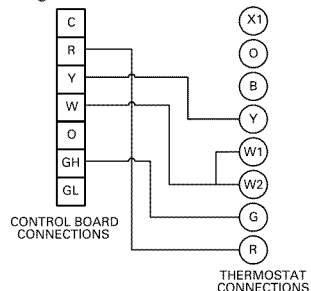 C
R
Y
W
O
GH
GL
CONTROL BOARD
CONNECTIONS
X1
O
B
Y
W1
W2
G
R
THERMOSTAT
CONNECTIONS